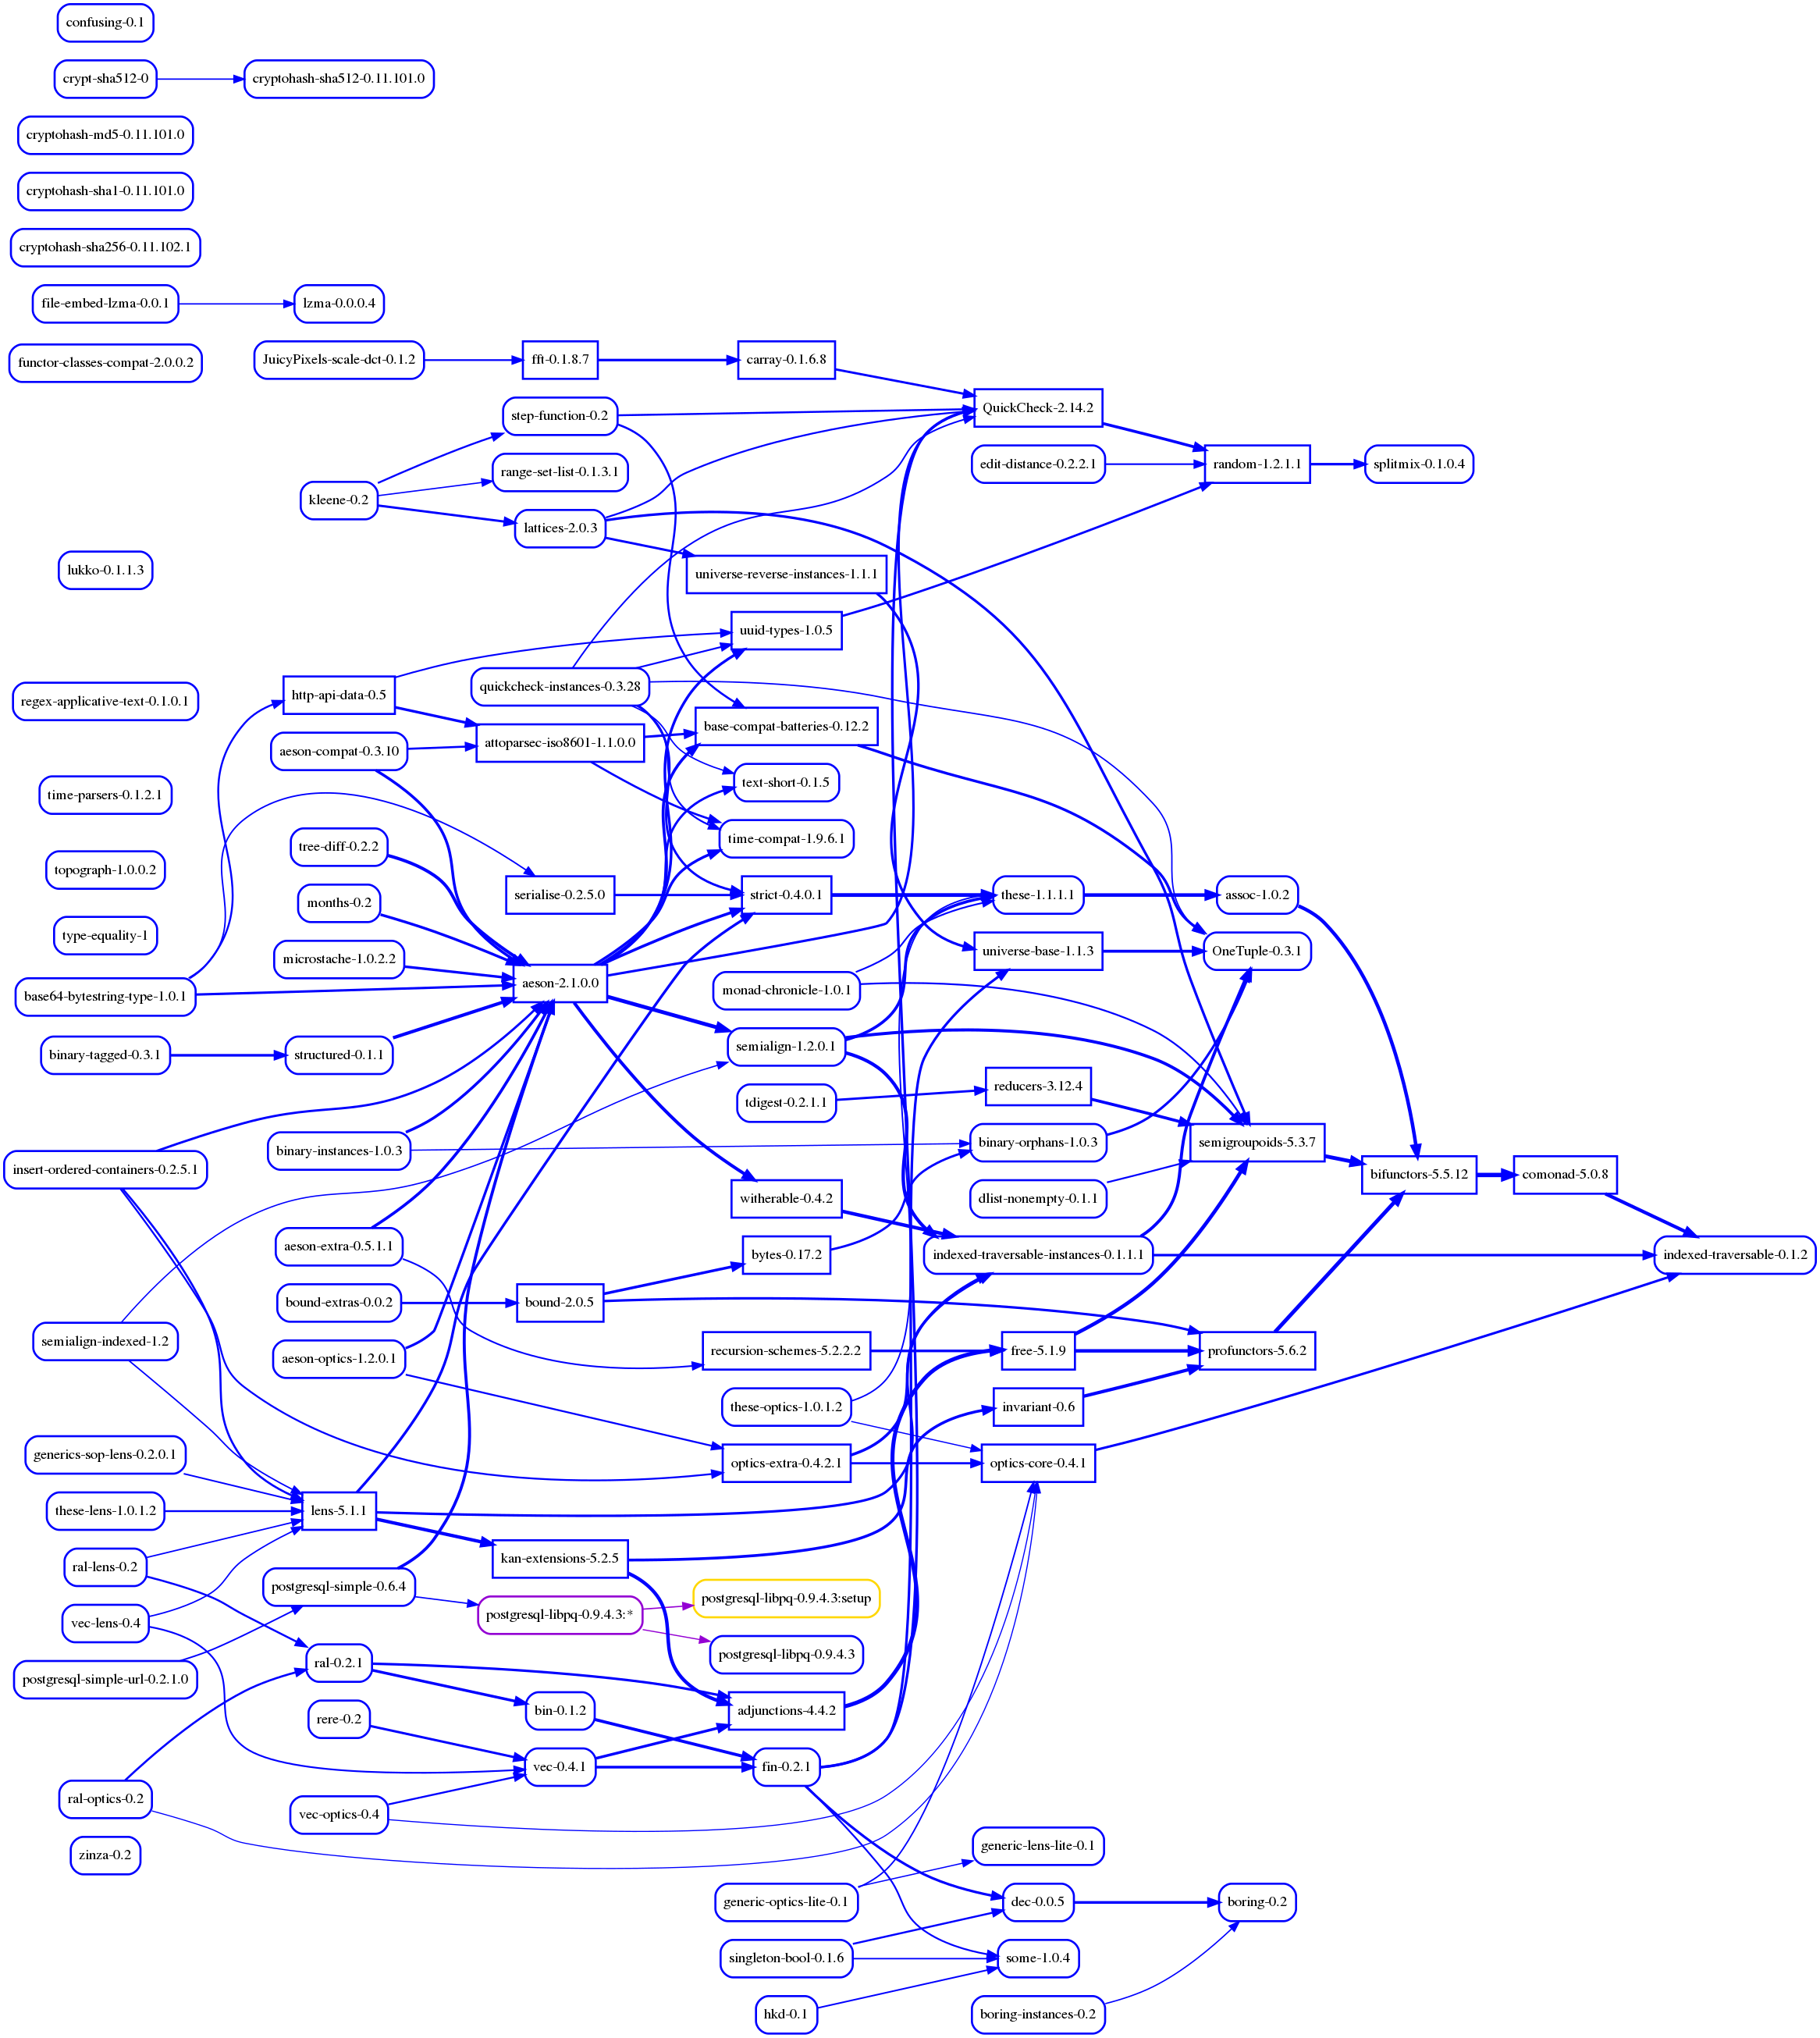 confusing-0.1
crypt-sha512-0
cryptohash-sha512-0.11.101.0
cryptohash-md5-0.11.101.0
cryptohash-sha1-0.11.101.0
cryptohash-sha256-0.11.102.1
file-embed-lzma-0.0.1
lzma-0.0.0.4
functor-classes-compat-2.0.0.2
JuicyPixels-scale-dct-0.1.2
fft-0.1.8.7
carray-0.1.6.8
QuickCheck-2.14.2
step-function-0.2
edit-distance-0.2.2.1
random-1.2.1.1
splitmix-0.1.0.4
range-set-list-0.1.3.1
kleene-0.2
lattices-2.0.3
lukko-0.1.1.3
universe-reverse-instances-1.1.1
uuid-types-1.0.5
regex-applicative-text-0.1.0.1
http-api-data-0.5
quickcheck-instances-0.3.28
base-compat-batteries-0.12.2
attoparsec-iso8601-1.1.0.0
aeson-compat-0.3.10
text-short-0.1.5
time-parsers-0.1.2.1
time-compat-1.9.6.1
tree-diff-0.2.2
topograph-1.0.0.2
serialise-0.2.5.0
strict-0.4.0.1
these-1.1.1.1
assoc-1.0.2
months-0.2
type-equality-1
universe-base-1.1.3
OneTuple-0.3.1
microstache-1.0.2.2
aeson-2.1.0.0
monad-chronicle-1.0.1
base64-bytestring-type-1.0.1
binary-tagged-0.3.1
structured-0.1.1
semialign-1.2.0.1
reducers-3.12.4
tdigest-0.2.1.1
binary-instances-1.0.3
binary-orphans-1.0.3
semigroupoids-5.3.7
insert-ordered-containers-0.2.5.1
bifunctors-5.5.12
comonad-5.0.8
witherable-0.4.2
dlist-nonempty-0.1.1
aeson-extra-0.5.1.1
bytes-0.17.2
indexed-traversable-instances-0.1.1.1
indexed-traversable-0.1.2
bound-extras-0.0.2
bound-2.0.5
semialign-indexed-1.2
aeson-optics-1.2.0.1
recursion-schemes-5.2.2.2
free-5.1.9
profunctors-5.6.2
these-optics-1.0.1.2
invariant-0.6
generics-sop-lens-0.2.0.1
optics-extra-0.4.2.1
optics-core-0.4.1
these-lens-1.0.1.2
lens-5.1.1
kan-extensions-5.2.5
ral-lens-0.2
postgresql-simple-0.6.4
postgresql-libpq-0.9.4.3:*
postgresql-libpq-0.9.4.3:setup
vec-lens-0.4
postgresql-libpq-0.9.4.3
ral-0.2.1
postgresql-simple-url-0.2.1.0
rere-0.2
bin-0.1.2
adjunctions-4.4.2
vec-0.4.1
fin-0.2.1
ral-optics-0.2
vec-optics-0.4
zinza-0.2
generic-lens-lite-0.1
generic-optics-lite-0.1
dec-0.0.5
boring-0.2
singleton-bool-0.1.6
some-1.0.4
hkd-0.1
boring-instances-0.2